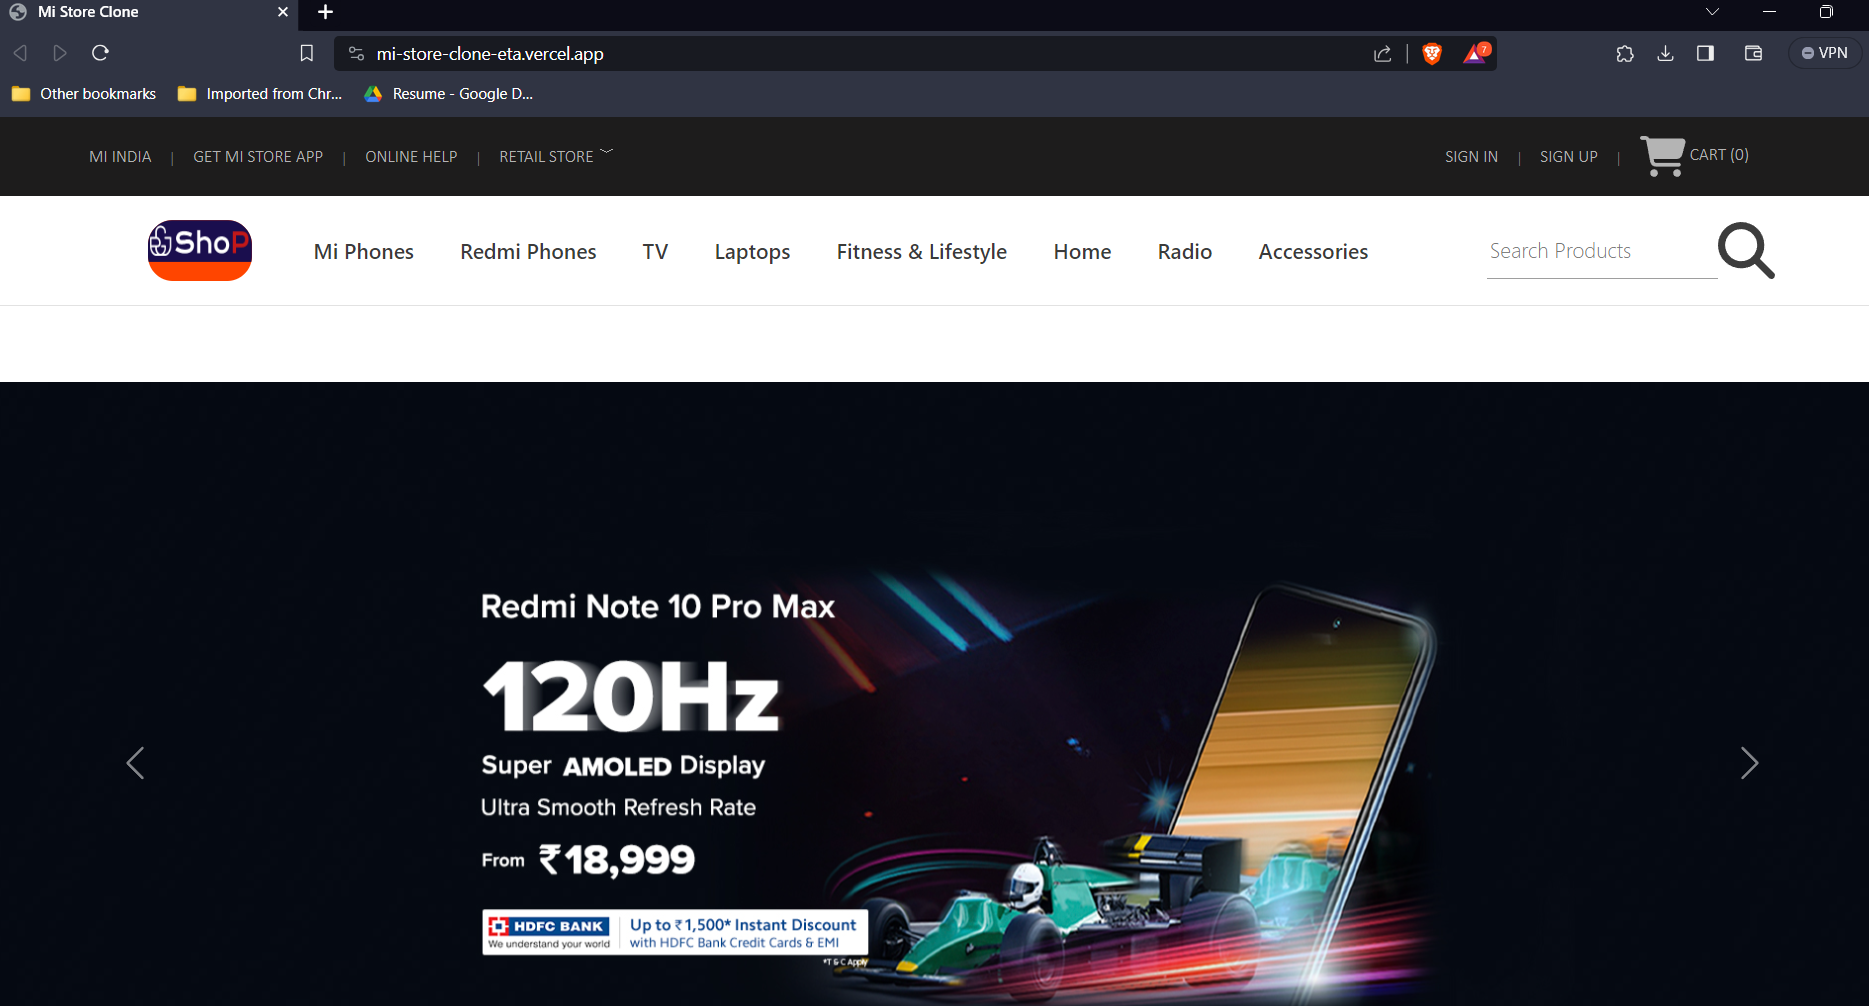 Mi Store Clone
mi-store-clone-eta.vercel.app
7
VPN
Other bookmarks
Imported from Chr...
Resume - Google D...
MI INDIA | GET MI STORE APP | ONLINE HELP | RETAIL STORE
SIGN IN | SIGN UP | CART (0)
ShoP
Mi Phones
Redmi Phones
TV
Laptops
Fitness & Lifestyle
Home
Radio
Accessories
Search Products
Redmi Note 10 Pro Max
120Hz
Super AMOLED Display
Ultra Smooth Refresh Rate
From ₹18,999
HDFC BANK
We understand your world
Up to ₹1,500* Instant Discount
with HDFC Bank Credit Cards & EMI
*T & C Apply